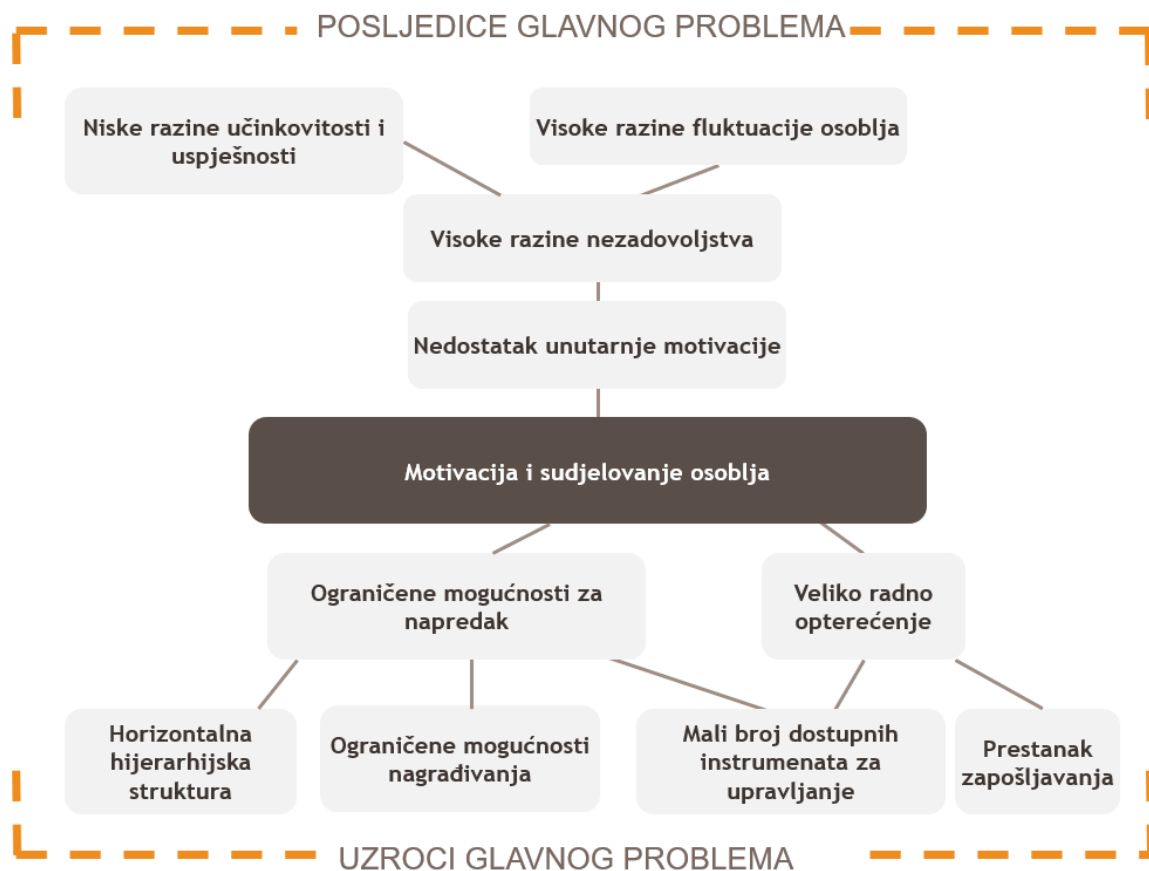 POSLJEDICE GLAVNOG PROBLEMA
Niske razine učinkovitosti i
uspješnosti
Visoke razine fluktuacije osoblja
Visoke razine nezadovoljstva
Nedostatak unutarnje motivacije
Motivacija i sudjelovanje osoblja
Ograničene mogućnosti za
napredak
Veliko radno
opterećenje
Horizontalna
hijerarhijska
struktura
Ograničene mogućnosti
nagrađivanja
Mali broj dostupnih
instrumenata za
upravljanje
Prestanak
zapošljavanja
UZROCI GLAVNOG PROBLEMA